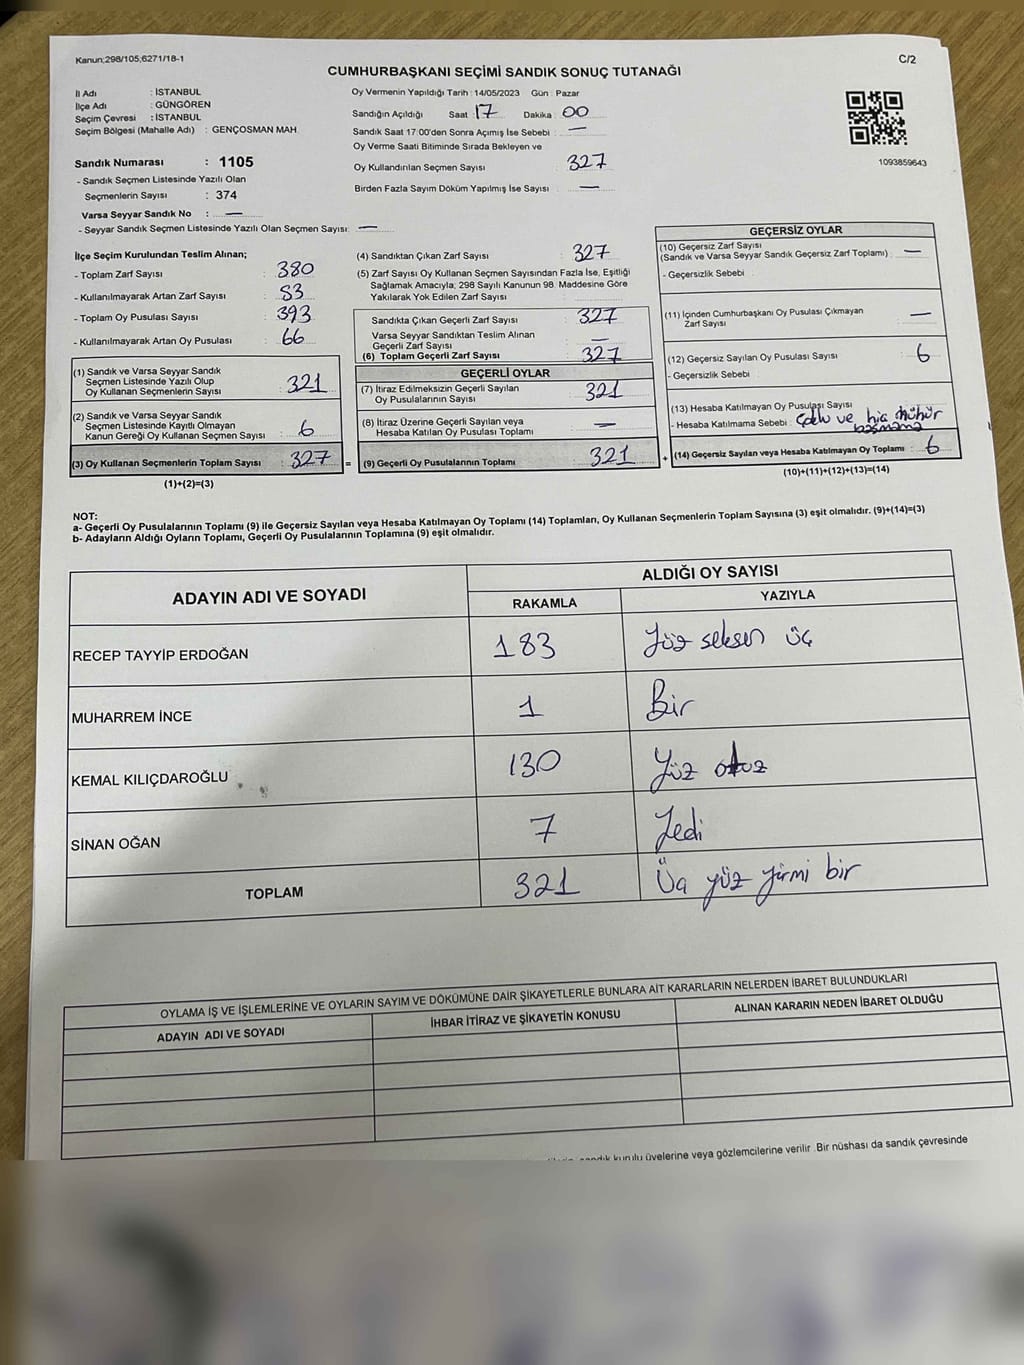 Kanun;298/105;6271/18-1
C/2
CUMHURBAŞKANI SEÇİMİ SANDIK SONUÇ TUTANAĞI
İl Adı : İSTANBUL
İlçe Adı : GÜNGÖREN
Seçim Çevresi : İSTANBUL
Seçim Bölgesi (Mahalle Adı) : GENÇOSMAN MAH.
Sandık Numarası : 1105
- Sandık Seçmen Listesinde Yazılı Olan
Seçmenlerin Sayısı : 374
Varsa Seyyar Sandık No : —
- Seyyar Sandık Seçmen Listesinde Yazılı Olan Seçmen Sayısı: —
Oy Vermenin Yapıldığı Tarih : 14/05/2023 Gün : Pazar
Sandığın Açıldığı Saat : 17 Dakika : 00
Sandık Saat 17:00'den Sonra Açımış İse Sebebi : —
Oy Verme Saati Bitiminde Sırada Bekleyen ve
Oy Kullandırılan Seçmen Sayısı : 327
Birden Fazla Sayım Döküm Yapılmış İse Sayısı : —
1093859643
İlçe Seçim Kurulundan Teslim Alınan;
- Toplam Zarf Sayısı : 380
- Kullanılmayarak Artan Zarf Sayısı : 53
- Toplam Oy Pusulası Sayısı : 393
- Kullanılmayarak Artan Oy Pusulası : 66
(1) Sandık ve Varsa Seyyar Sandık
Seçmen Listesinde Yazılı Olup
Oy Kullanan Seçmenlerin Sayısı : 321
(2) Sandık ve Varsa Seyyar Sandık
Seçmen Listesinde Kayıtlı Olmayan
Kanun Gereği Oy Kullanan Seçmen Sayısı : 6
(3) Oy Kullanan Seçmenlerin Toplam Sayısı : 327 =
(1)+(2)=(3)
(4) Sandıktan Çıkan Zarf Sayısı : 327
(5) Zarf Sayısı Oy Kullanan Seçmen Sayısından Fazla İse, Eşitliği
Sağlamak Amacıyla; 298 Sayılı Kanunun 98. Maddesine Göre
Yakılarak Yok Edilen Zarf Sayısı :
Sandıkta Çıkan Geçerli Zarf Sayısı : 327
Varsa Seyyar Sandıktan Teslim Alınan
Geçerli Zarf Sayısı : —
(6) Toplam Geçerli Zarf Sayısı : 327
GEÇERLİ OYLAR
(7) İtiraz Edilmeksizin Geçerli Sayılan
Oy Pusulalarının Sayısı : 321
(8) İtiraz Üzerine Geçerli Sayılan veya
Hesaba Katılan Oy Pusulası Toplamı : —
(9) Geçerli Oy Pusulalarının Toplamı : 321 +
GEÇERSİZ OYLAR
(10) Geçersiz Zarf Sayısı
(Sandık ve Varsa Seyyar Sandık Geçersiz Zarf Toplamı) : —
- Geçersizlik Sebebi :
(11) İçinden Cumhurbaşkanı Oy Pusulası Çıkmayan
Zarf Sayısı : —
(12) Geçersiz Sayılan Oy Pusulası Sayısı : 6
- Geçersizlik Sebebi :
(13) Hesaba Katılmayan Oy Pusulası Sayısı :
- Hesaba Katılmama Sebebi : ve hiç mühür
basmama
(14) Geçersiz Sayılan veya Hesaba Katılmayan Oy Toplamı : 6
(10)+(11)+(12)+(13)=(14)
NOT:
a- Geçerli Oy Pusulalarının Toplamı (9) ile Geçersiz Sayılan veya Hesaba Katılmayan Oy Toplamı (14) Toplamları, Oy Kullanan Seçmenlerin Toplam Sayısına (3) eşit olmalıdır. (9)+(14)=(3)
b- Adayların Aldığı Oyların Toplamı, Geçerli Oy Pusulalarının Toplamına (9) eşit olmalıdır.
ADAYIN ADI VE SOYADI
ALDIĞI OY SAYISI
RAKAMLA YAZIYLA
RECEP TAYYİP ERDOĞAN 183 Yüz seksen üç
MUHARREM İNCE 1 Bir
KEMAL KILIÇDAROĞLU 130 Yüz otuz
SİNAN OĞAN 7 Yedi
TOPLAM 321 Üç yüz yirmi bir
OYLAMA İŞ VE İŞLEMLERİNE VE OYLARIN SAYIM VE DÖKÜMÜNE DAİR ŞİKAYETLERLE BUNLARA AİT KARARLARIN NELERDEN İBARET BULUNDUKLARI
ADAYIN ADI VE SOYADI İHBAR İTİRAZ VE ŞİKAYETİN KONUSU ALINAN KARARIN NEDEN İBARET OLDUĞU
sandık kurulu üyelerine veya gözlemcilerine verilir. Bir nüshası da sandık çevresinde